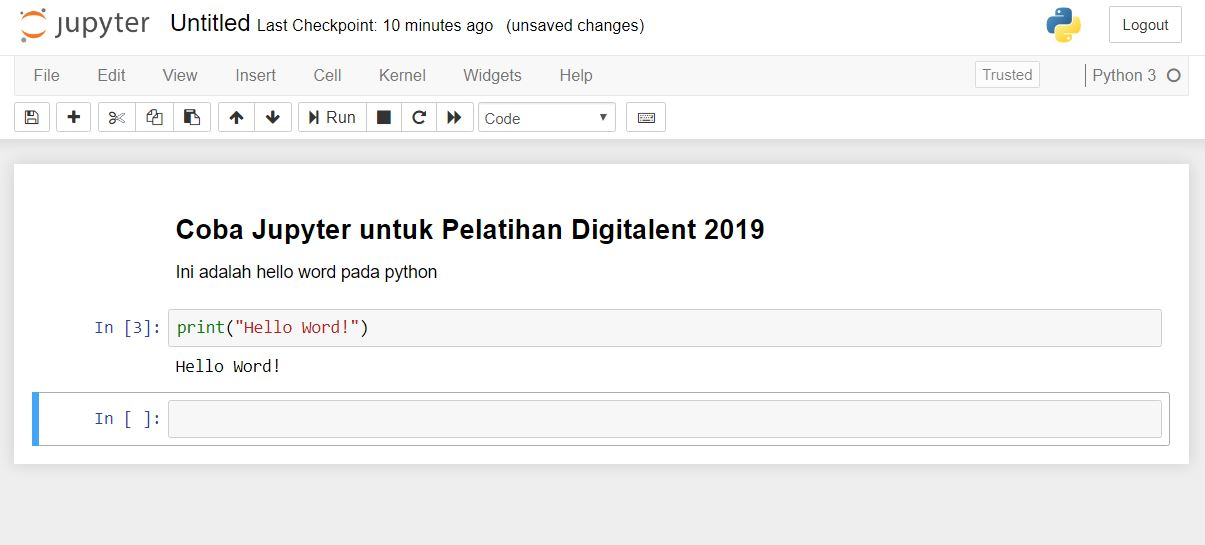 jupyter Untitled Last Checkpoint: 10 minutes ago (unsaved changes) Logout
File Edit View Insert Cell Kernel Widgets Help Trusted Python 3
Run Code
Coba Jupyter untuk Pelatihan Digitalent 2019
Ini adalah hello word pada python
In [3]: print("Hello Word!")
Hello Word!
In [ ]: